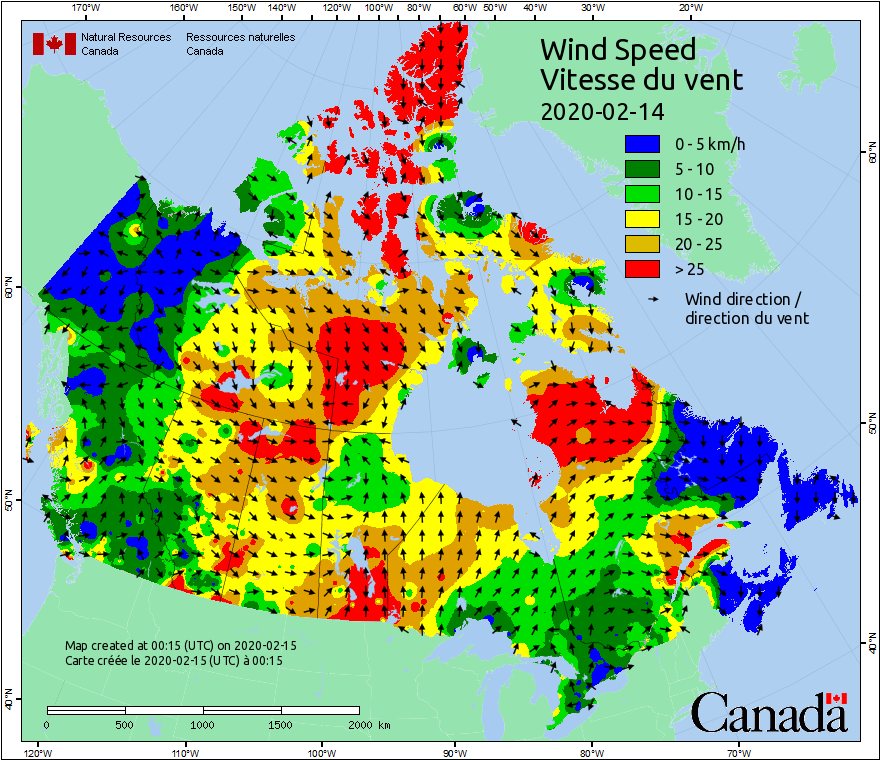 170°W 160°W 150°W 140°W 120°W 100°W 80°W 60°W 50°W 40°W 30°W 20°W
Natural Resources Ressources naturelles
Canada Canada
Wind Speed
Vitesse du vent
2020-02-14
0 - 5 km/h
5 - 10
10 - 15
15 - 20
20 - 25
> 25
Wind direction /
direction du vent
60°N
60°N
50°N
50°N
40°N
40°N
Map created at 00:15 (UTC) on 2020-02-15
Carte créée le 2020-02-15 (UTC) à 00:15
0 500 1000 1500 2000 km
Canada
120°W 110°W 100°W 90°W 80°W 70°W